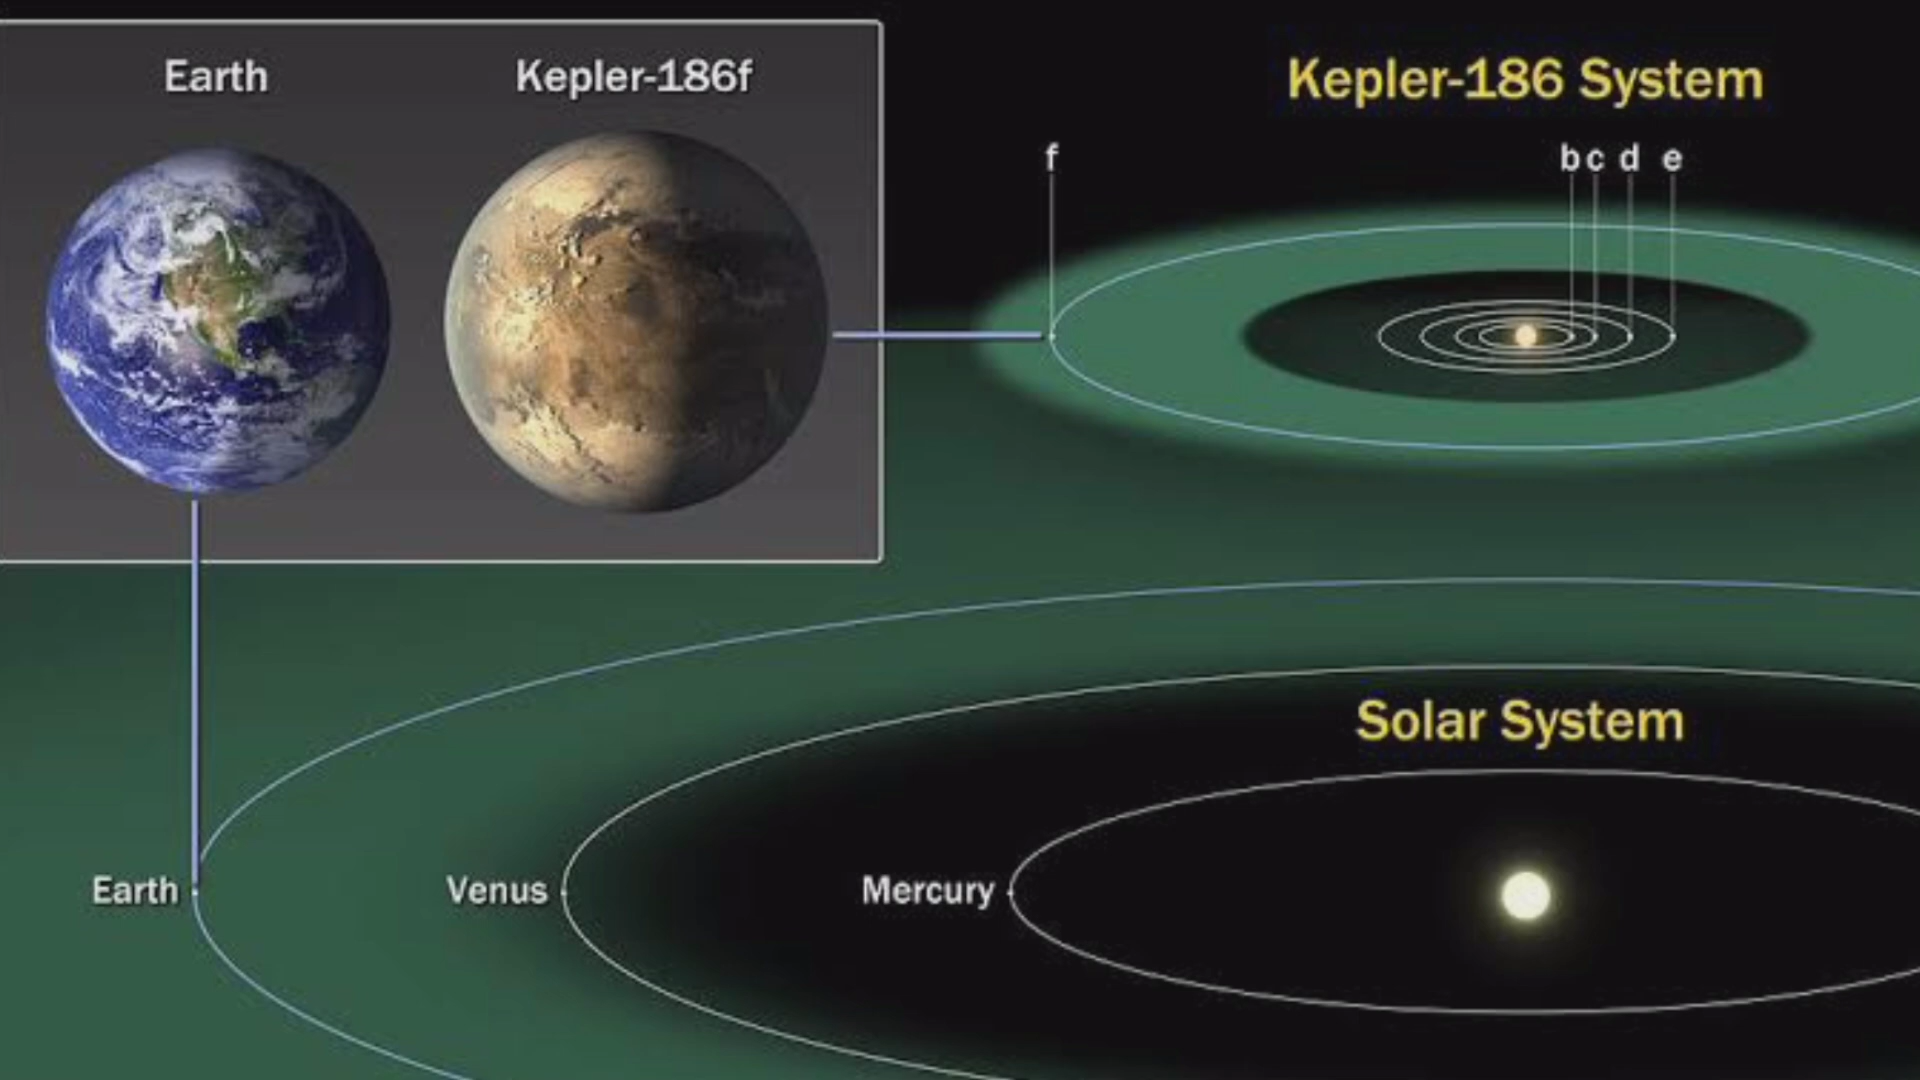 Earth
Kepler-186f
Kepler-186 System
f
b c d e
Solar System
Earth
Venus
Mercury